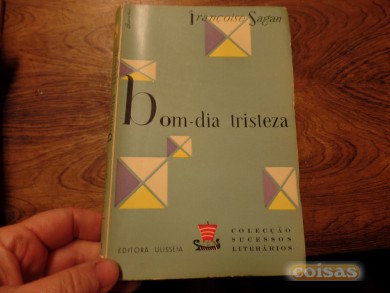 Françoise Sagan
bom-dia tristeza
EDITORA ULISSEIA
COLECÇÃO
SUCESSOS
LITERÁRIOS
coisas